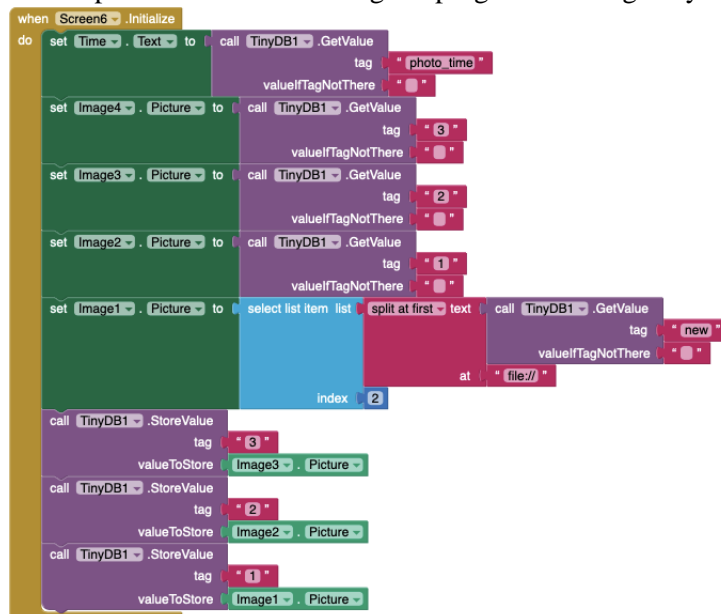 when Screen6 .Initialize
do set Time . Text to call TinyDB1 .GetValue
tag " photo_time "
valueIfTagNotThere " "
set Image4 . Picture to call TinyDB1 .GetValue
tag " 3 "
valueIfTagNotThere " "
set Image3 . Picture to call TinyDB1 .GetValue
tag " 2 "
valueIfTagNotThere " "
set Image2 . Picture to call TinyDB1 .GetValue
tag " 1 "
valueIfTagNotThere " "
set Image1 . Picture to select list item list split at first text call TinyDB1 .GetValue
tag " new "
valueIfTagNotThere " "
at " file:// "
index 2
call TinyDB1 .StoreValue
tag " 3 "
valueToStore Image3 . Picture
call TinyDB1 .StoreValue
tag " 2 "
valueToStore Image2 . Picture
call TinyDB1 .StoreValue
tag " 1 "
valueToStore Image1 . Picture